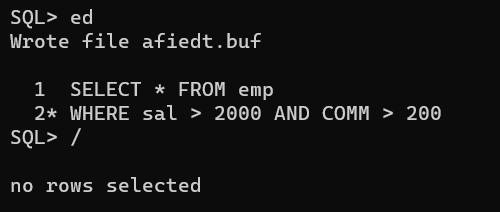 SQL> ed
Wrote file afiedt.buf
1 SELECT * FROM emp
2* WHERE sal > 2000 AND COMM > 200
SQL> /
no rows selected